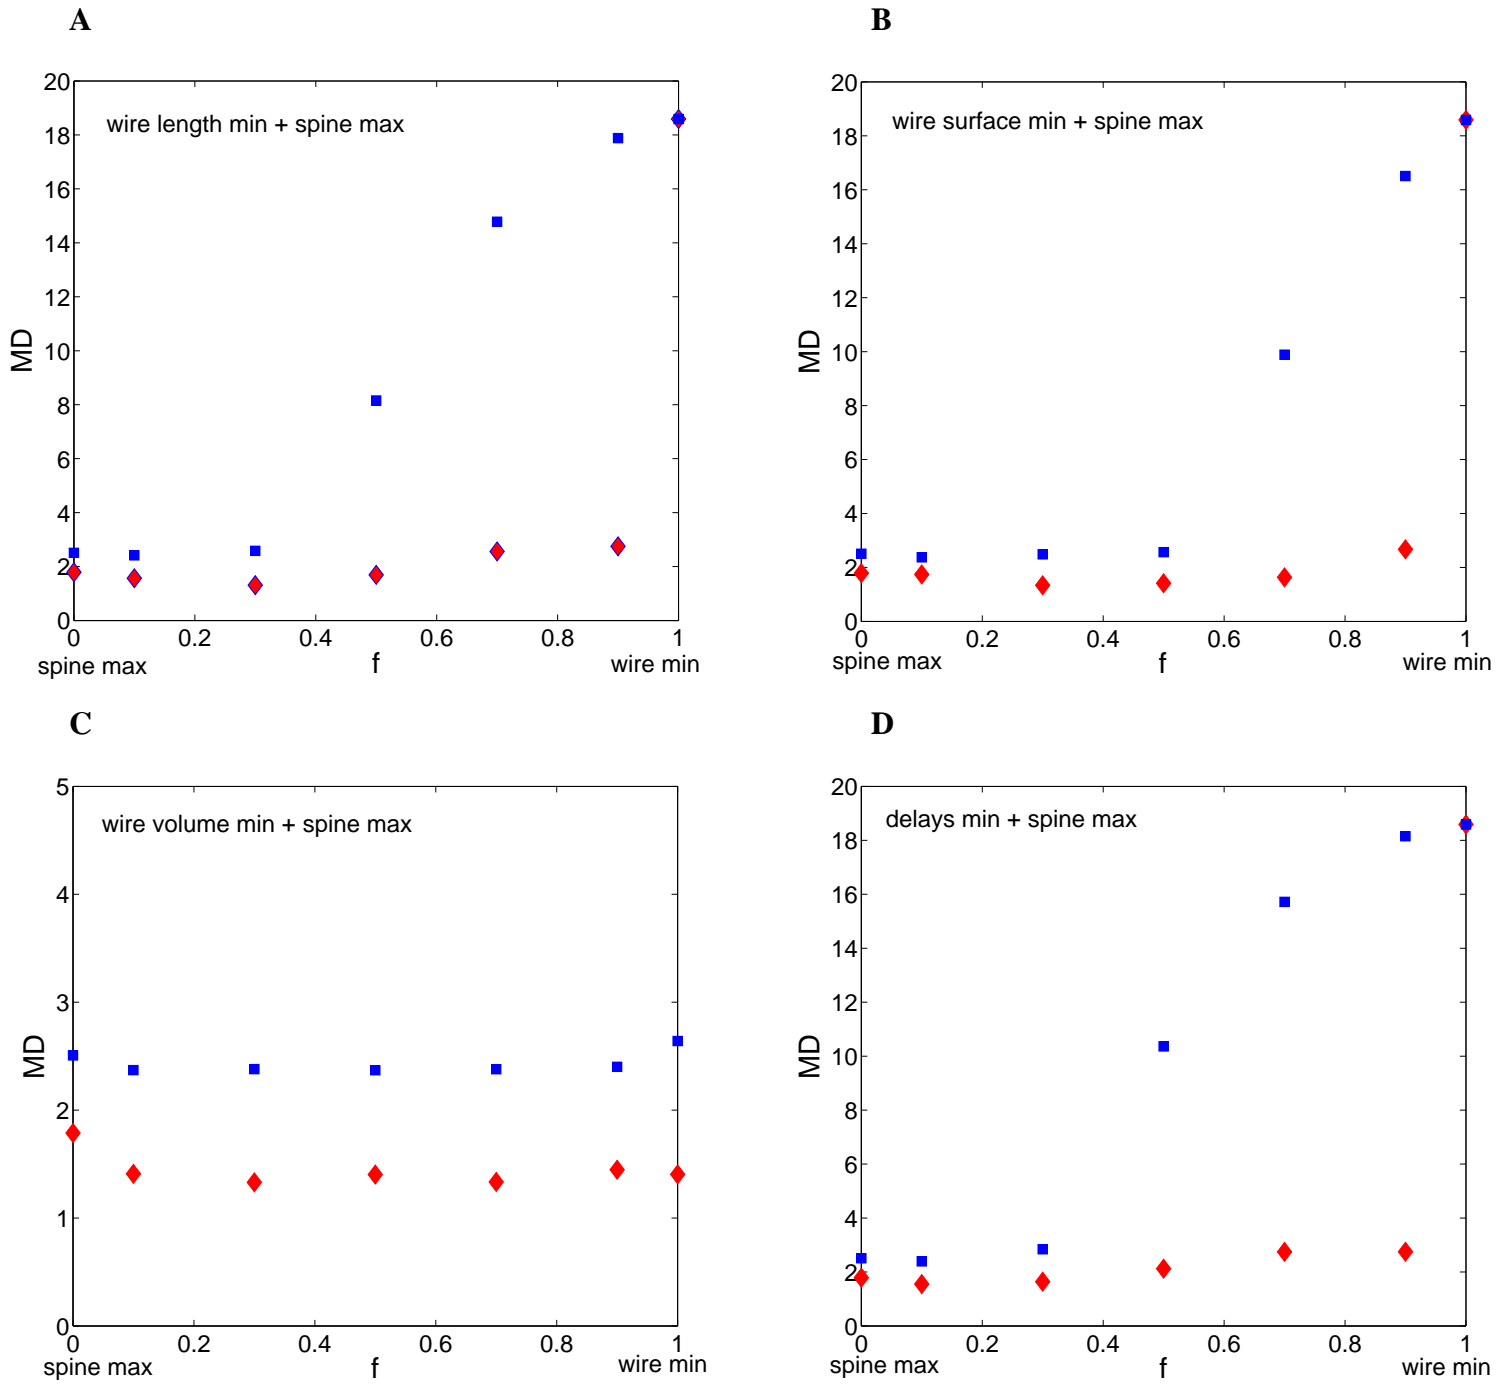 A
B
20
18
16
14
12
10
8
6
4
2
0
MD
wire length min + spine max
0
0.2
0.4
0.6
0.8
1
spine max
f
wire min
20
18
16
14
12
10
8
6
4
2
0
MD
wire surface min + spine max
0
0.2
0.4
0.6
0.8
1
spine max
f
wire min
C
D
5
4
3
2
1
0
MD
wire volume min + spine max
0
0.2
0.4
0.6
0.8
1
spine max
f
wire min
20
18
16
14
12
10
8
6
4
2
0
MD
delays min + spine max
0
0.2
0.4
0.6
0.8
1
spine max
f
wire min